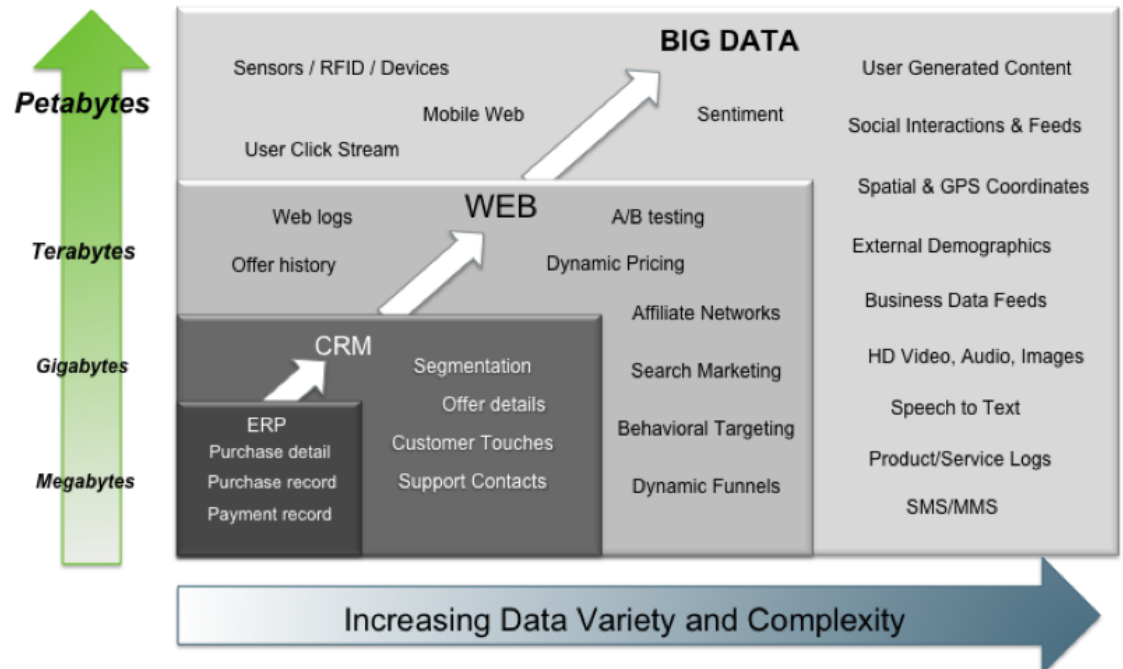 BIG DATA
Sensors / RFID / Devices
User Generated Content
Petabytes
Mobile Web
Sentiment
Social Interactions & Feeds
User Click Stream
Spatial & GPS Coordinates
WEB
Web logs
A/B testing
Terabytes
External Demographics
Offer history
Dynamic Pricing
Business Data Feeds
Affiliate Networks
CRM
Gigabytes
Segmentation
Search Marketing
HD Video, Audio, Images
Offer details
Speech to Text
ERP
Customer Touches
Behavioral Targeting
Purchase detail
Product/Service Logs
Megabytes
Purchase record
Support Contacts
Dynamic Funnels
Payment record
SMS/MMS
Increasing Data Variety and Complexity